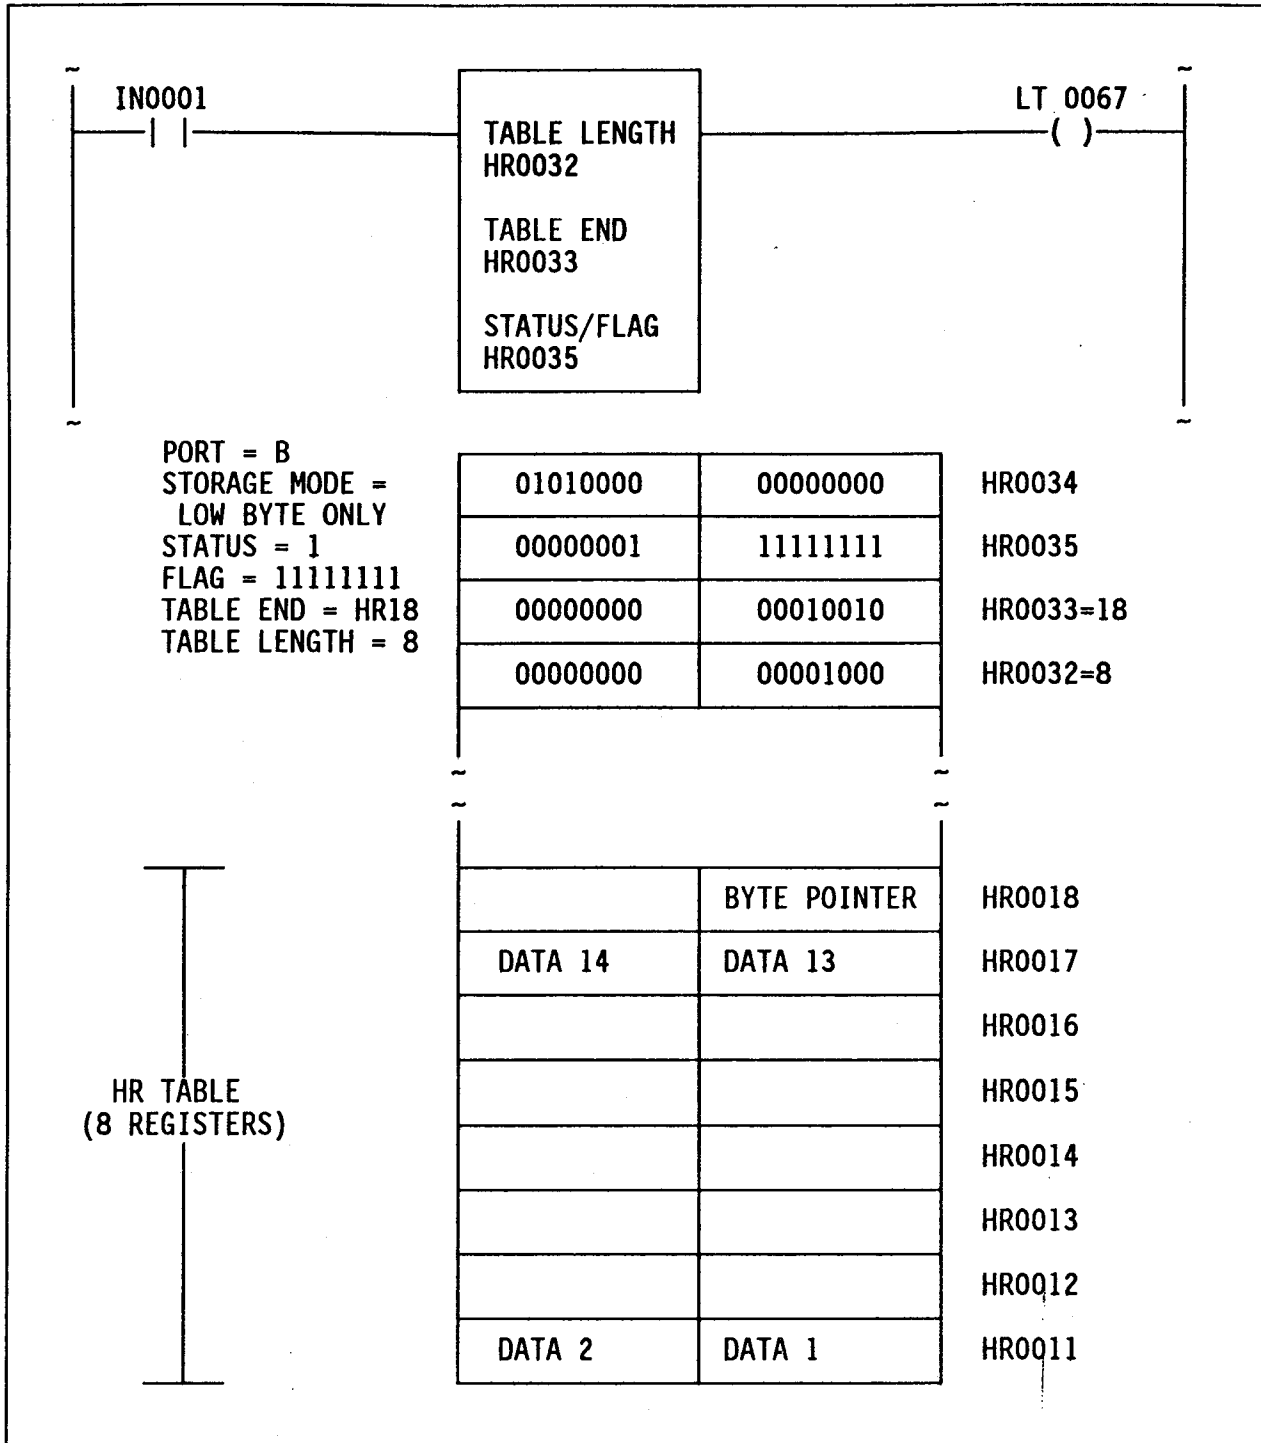 IN0001
LT 0067
TABLE LENGTH
HR0032
TABLE END
HR0033
STATUS/FLAG
HR0035
PORT = B
STORAGE MODE =
LOW BYTE ONLY
STATUS = 1
FLAG = 11111111
TABLE END = HR18
TABLE LENGTH = 8
01010000 00000000 HR0034
00000001 11111111 HR0035
00000000 00010010 HR0033=18
00000000 00001000 HR0032=8
BYTE POINTER HR0018
DATA 14 DATA 13 HR0017
HR0016
HR0015
HR TABLE
(8 REGISTERS)
HR0014
HR0013
HR0012
DATA 2 DATA 1 HR0011